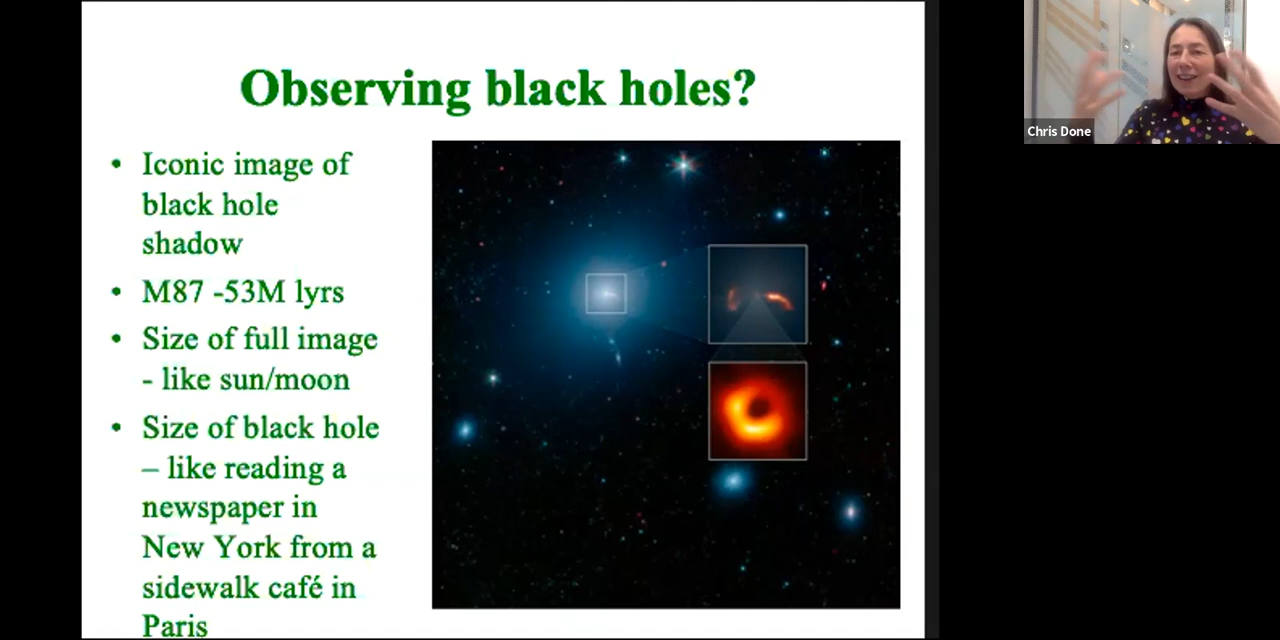 Observing black holes?
• Iconic image of
black hole
shadow
• M87 -53M lyrs
• Size of full image
- like sun/moon
• Size of black hole
– like reading a
newspaper in
New York from a
sidewalk café in
Paris
Chris Done